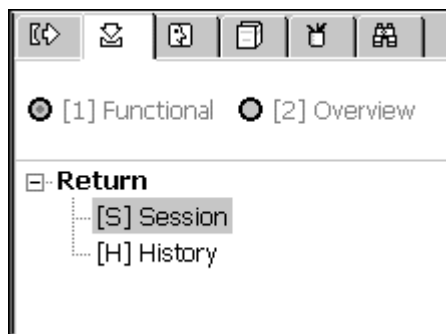 [1] Functional [2] Overview
Return
[S] Session
[H] History